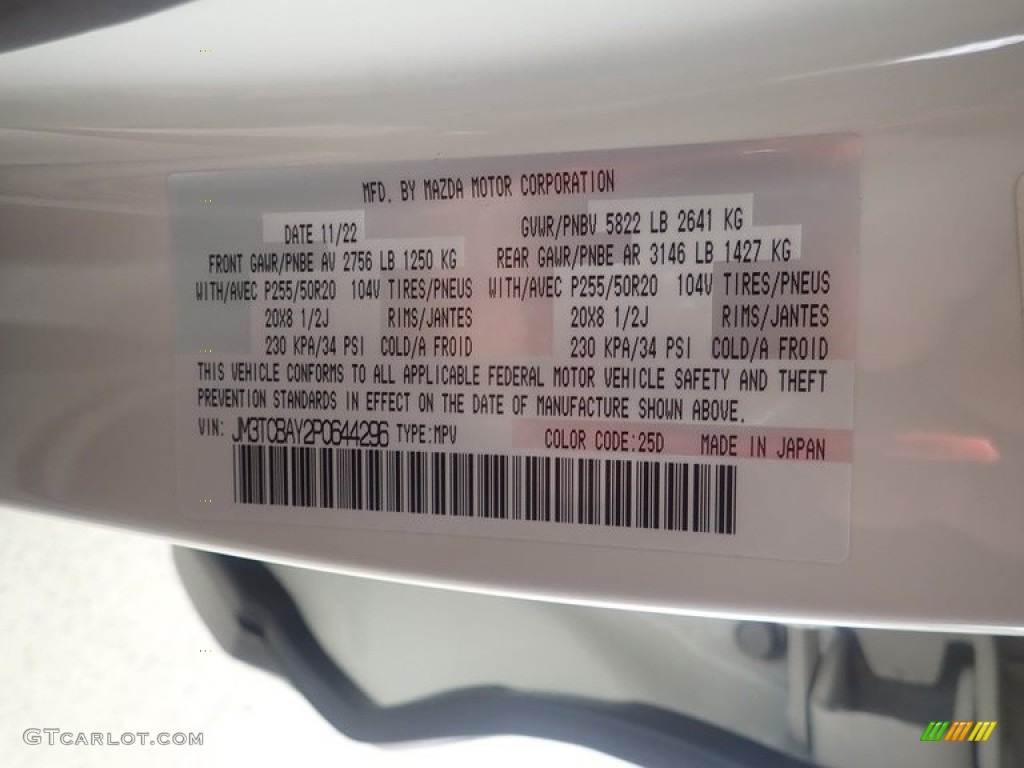 MFD. BY MAZDA MOTOR CORPORATION
DATE 11/22 GVWR/PNBV 5822 LB 2641 KG
FRONT GAWR/PNBE AV 2756 LB 1250 KG REAR GAWR/PNBE AR 3146 LB 1427 KG
WITH/AVEC P255/50R20 104V TIRES/PNEUS WITH/AVEC P255/50R20 104V TIRES/PNEUS
20X8 1/2J RIMS/JANTES 20X8 1/2J RIMS/JANTES
230 KPA/34 PSI COLD/A FROID 230 KPA/34 PSI COLD/A FROID
THIS VEHICLE CONFORMS TO ALL APPLICABLE FEDERAL MOTOR VEHICLE SAFETY AND THEFT
PREVENTION STANDARDS IN EFFECT ON THE DATE OF MANUFACTURE SHOWN ABOVE.
VIN: JM3TCBAY2P0644296 TYPE:MPV COLOR CODE:25D MADE IN JAPAN
GTCARLOT.COM